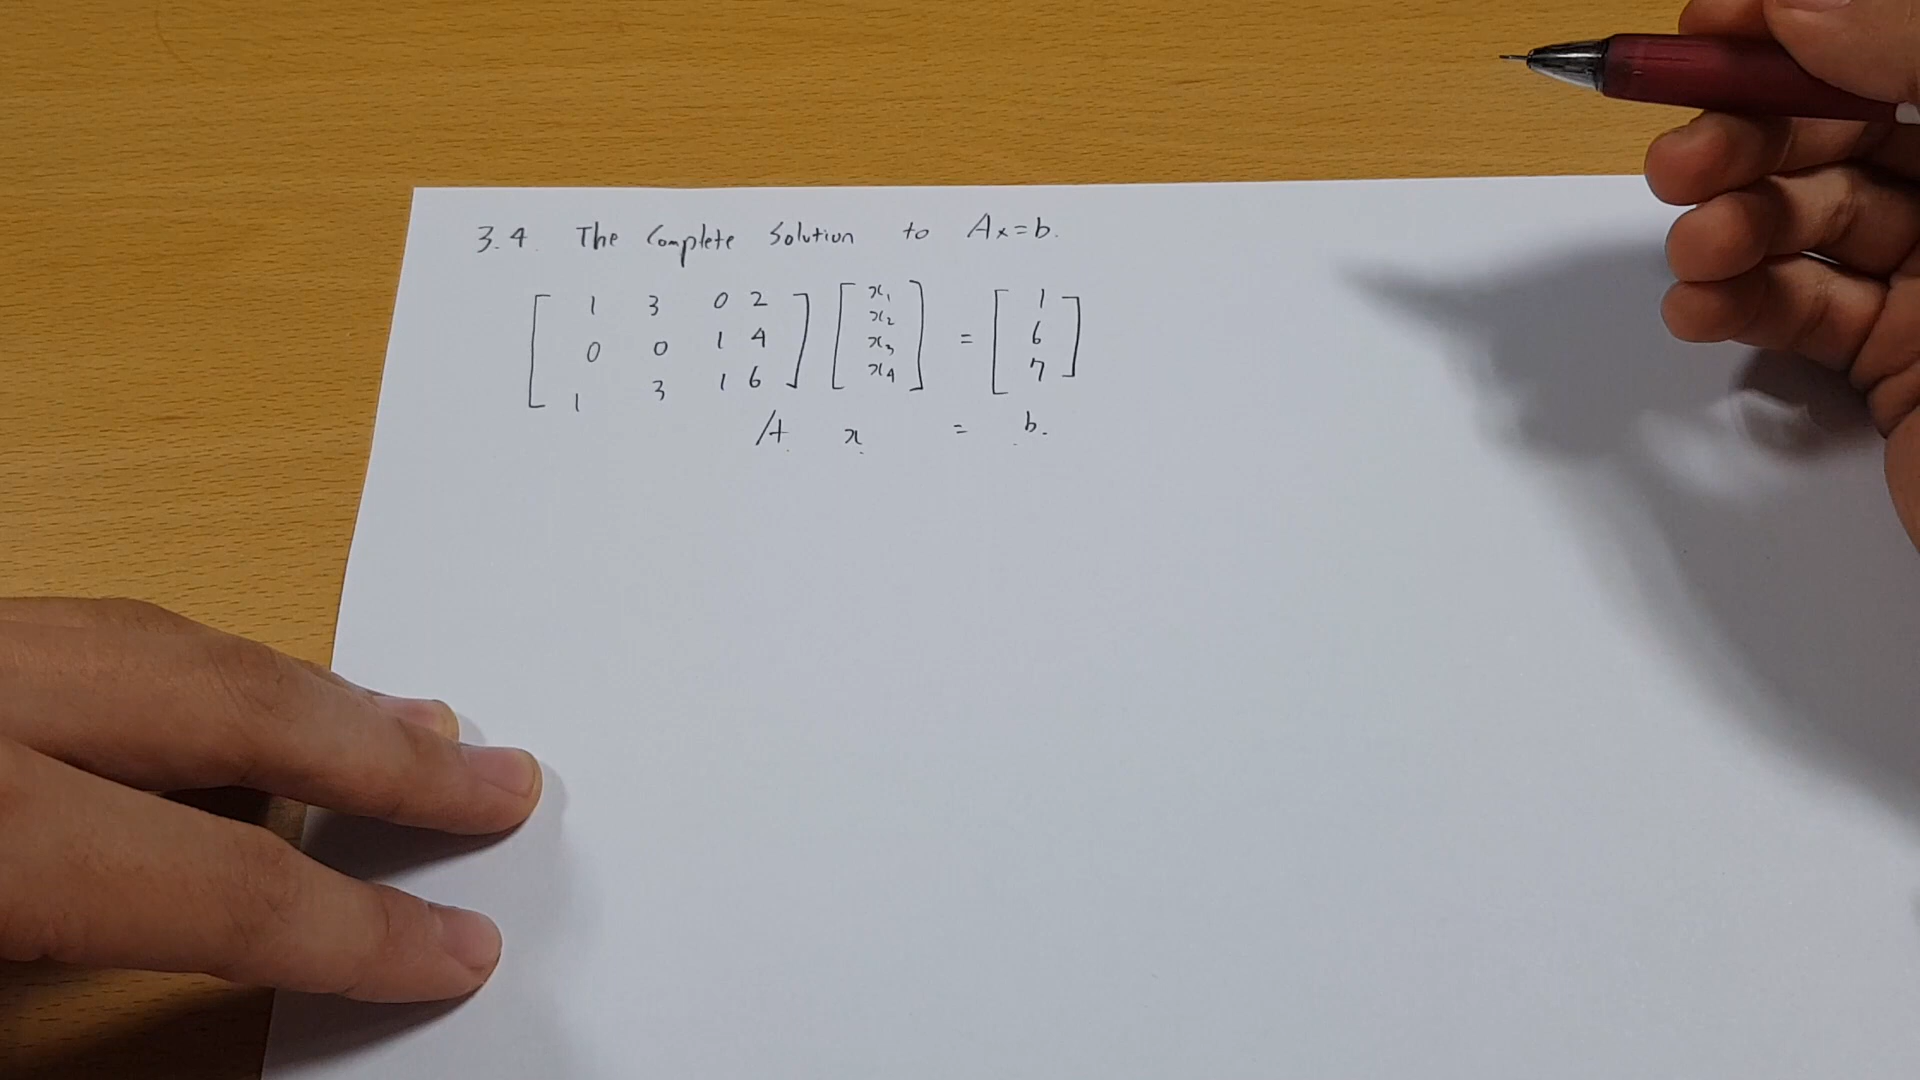 3.4. The Complete Solution to Ax=b.
[ 1 3 0 2 ] [ x₁ ] = [ 1 ]
[ 0 0 1 4 ] [ x₂ ] [ 6 ]
[ 1 3 1 6 ] [ x₃ ] [ 7 ]
[ x₄ ]
A x = b.